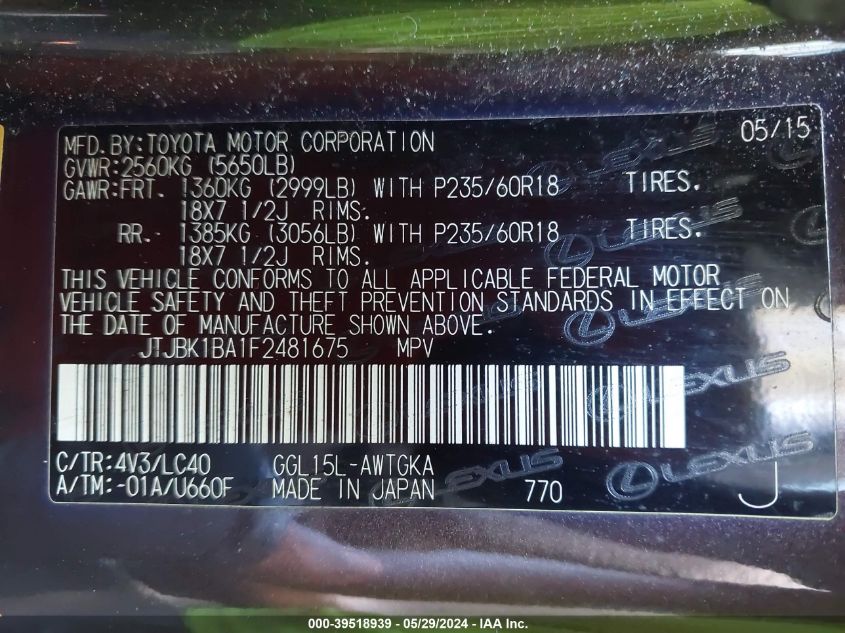 MFD.BY:TOYOTA MOTOR CORPORATION 05/15
GVWR:2560KG (5650LB)
GAWR:FRT. 1360KG (2999LB) WITH P235/60R18 TIRES.
18X7 1/2J RIMS.
RR. 1385KG (3056LB) WITH P235/60R18 TIRES.
18X7 1/2J RIMS.
THIS VEHICLE CONFORMS TO ALL APPLICABLE FEDERAL MOTOR
VEHICLE SAFETY AND THEFT PREVENTION STANDARDS IN EFFECT ON
THE DATE OF MANUFACTURE SHOWN ABOVE.
JTJBK1BA1F2481675 MPV
LEXUS
C/TR:4V3/LC40 GGL15L-AWTGKA
LEXUS LEXUS
A/TM:-01A/U660F MADE IN JAPAN 770 J
000-39518939 - 05/29/2024 - IAA Inc.